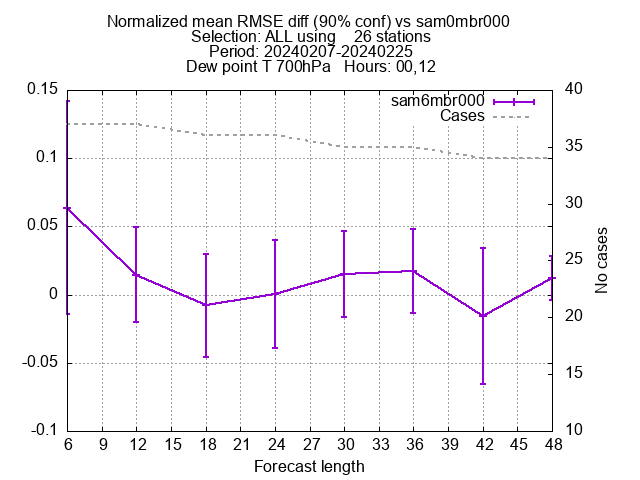 Normalized mean RMSE diff (90% conf) vs sam0mbr000
Selection: ALL using    26 stations
Period: 20240207-20240225
Dew point T 700hPa   Hours: 00,12
sam6mbr000
Cases
0.15
0.1
0.05
0
-0.05
-0.1
40
35
30
25
20
15
10
No cases
6 12 15 18 21 24 27 30 33 36 39 42 45 48
Forecast length